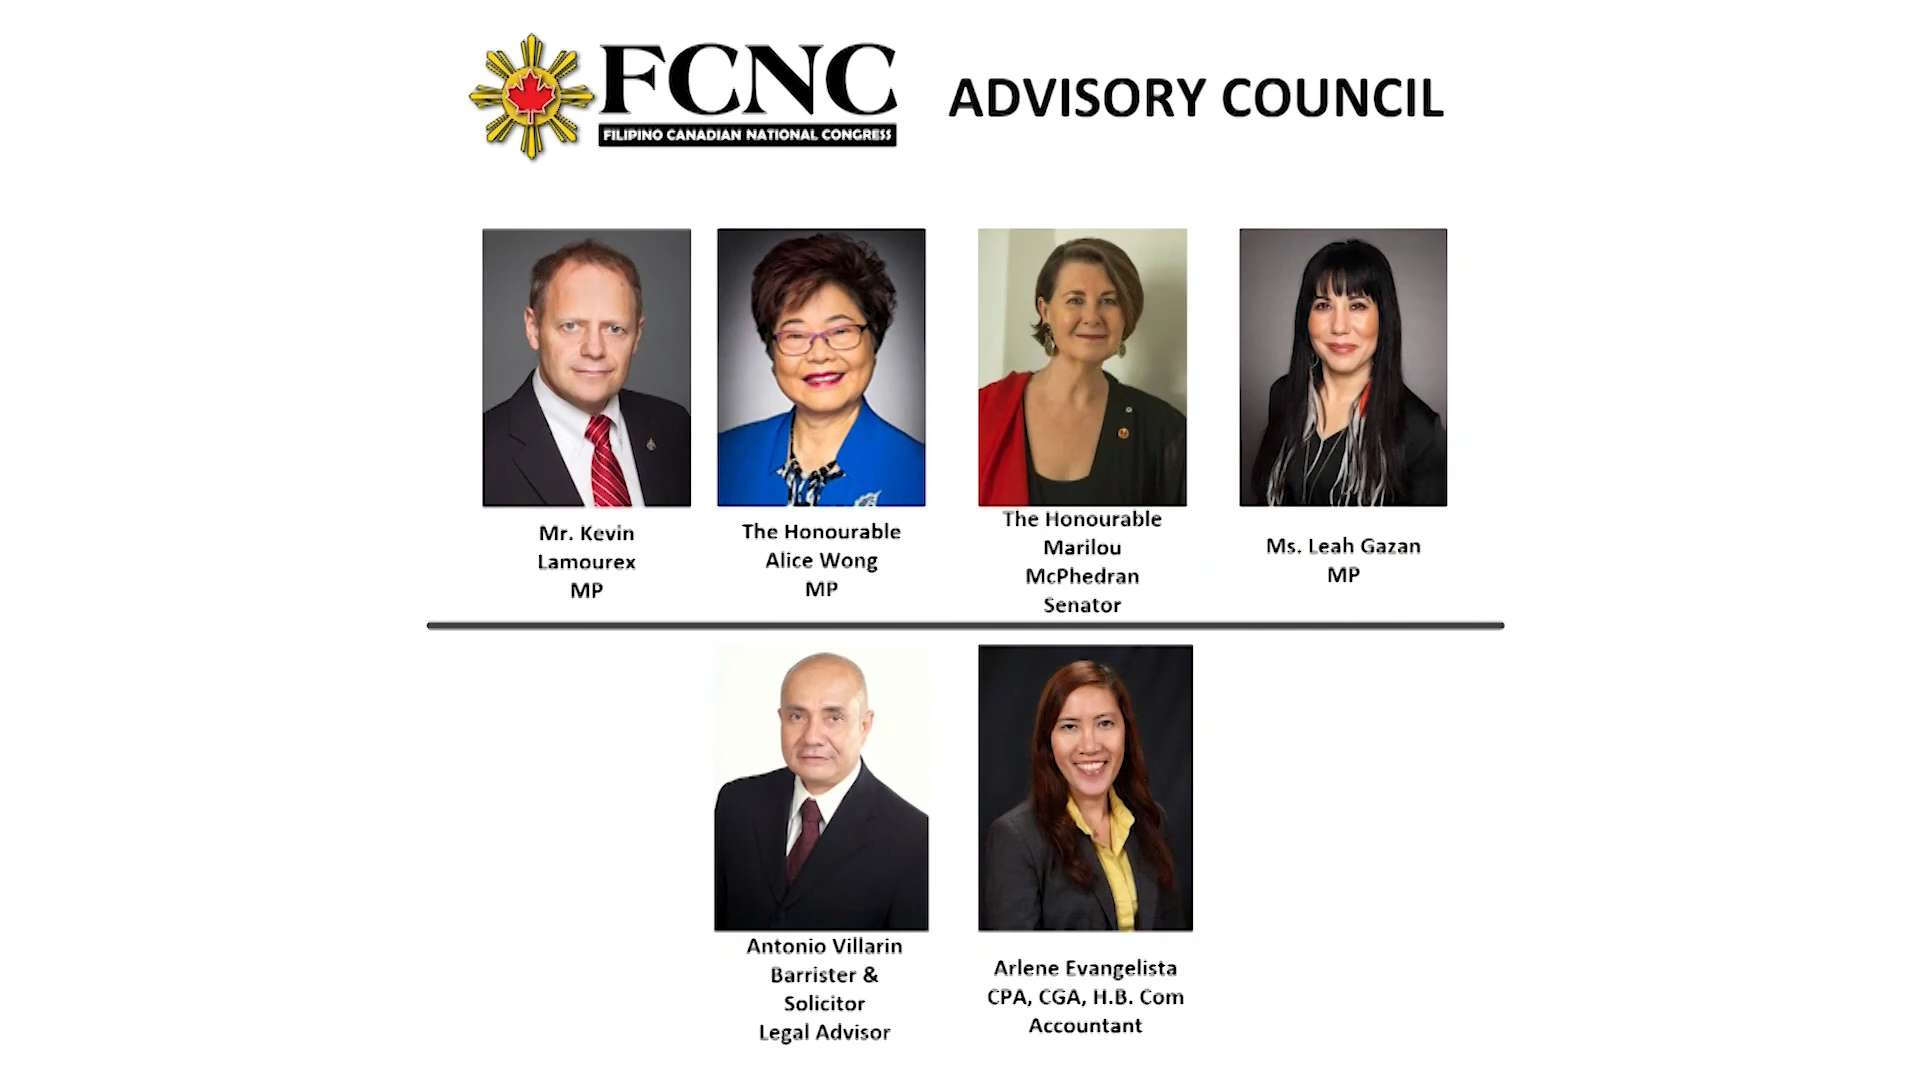 FCNC
FILIPINO CANADIAN NATIONAL CONGRESS
ADVISORY COUNCIL
Mr. Kevin
Lamourex
MP
The Honourable
Alice Wong
MP
The Honourable
Marilou
McPhedran
Senator
Ms. Leah Gazan
MP
Antonio Villarin
Barrister &
Solicitor
Legal Advisor
Arlene Evangelista
CPA, CGA, H.B. Com
Accountant